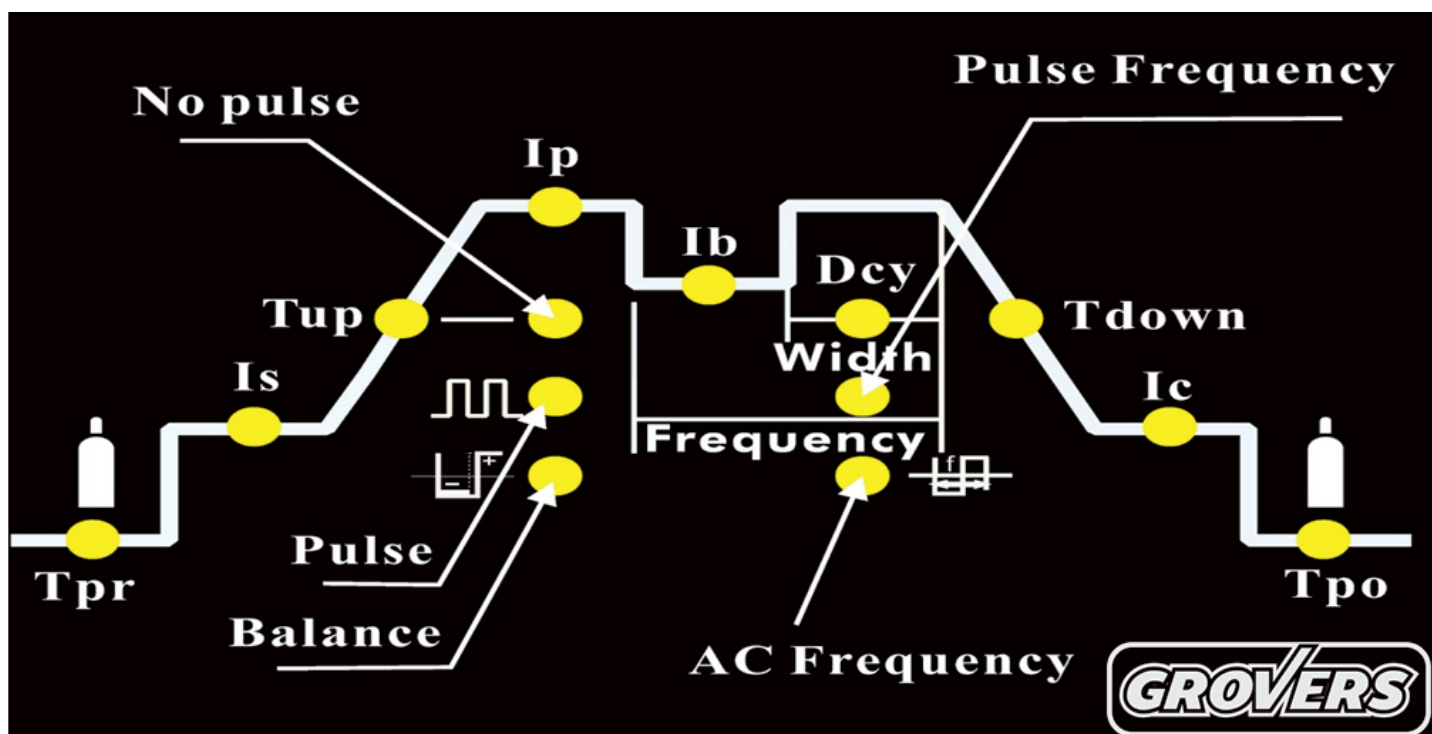 Pulse Frequency
No pulse
Ip
Ib
Dcy
Tup
Tdown
Width
Is
Ic
Frequency
f
+
-
Pulse
Tpr
Tpo
Balance
AC Frequency
GROVERS